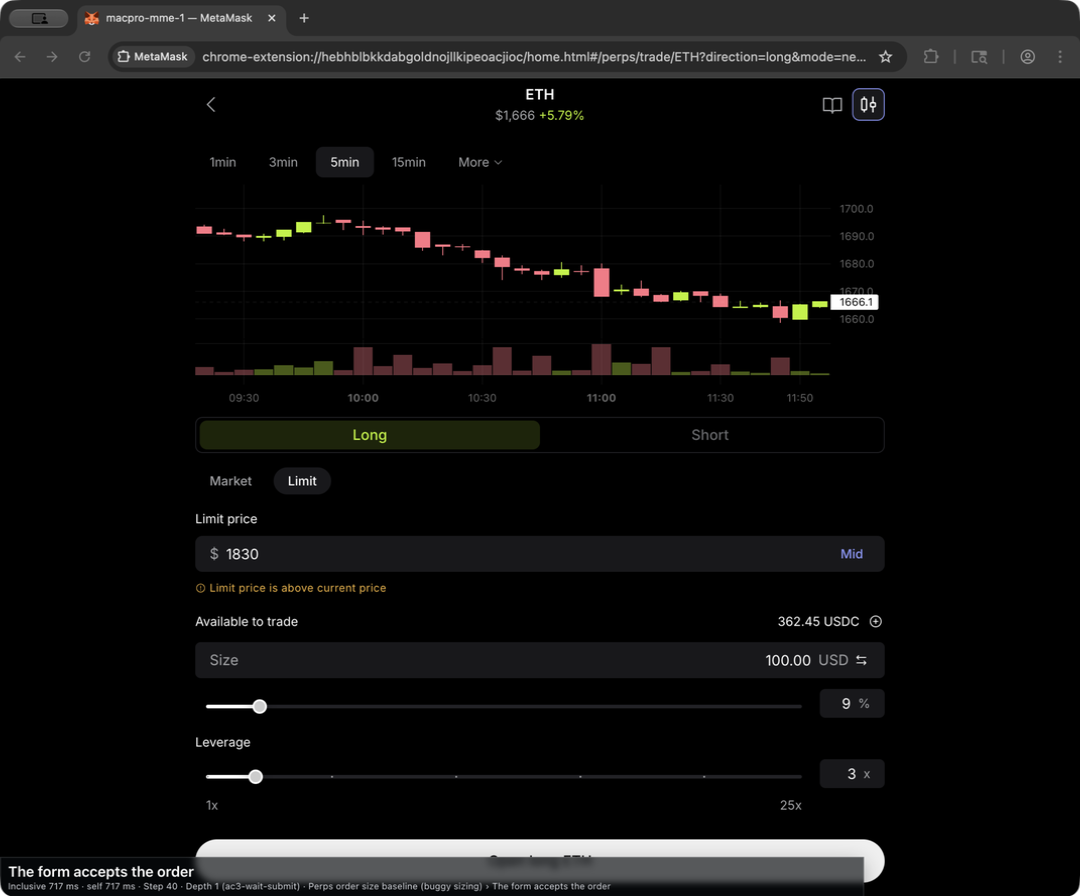 macpro-mme-1 — MetaMask
MetaMask
chrome-extension://hebhblbkkdabgoldnojllkipeoacjioc/home.html#/perps/trade/ETH?direction=long&mode=ne...
ETH
$1,666 +5.79%
1min 3min 5min 15min More
1700.0
1690.0
1680.0
1670.0
1666.1
1660.0
09:30 10:00 10:30 11:00 11:30 11:50
Long Short
Market Limit
Limit price
$ 1830 Mid
Limit price is above current price
Available to trade 362.45 USDC
Size 100.00 USD
9 %
Leverage
3 x
1x 25x
The form accepts the order
Inclusive 717 ms · self 717 ms · Step 40 · Depth 1 (ac3-wait-submit) · Perps order size baseline (buggy sizing) › The form accepts the order